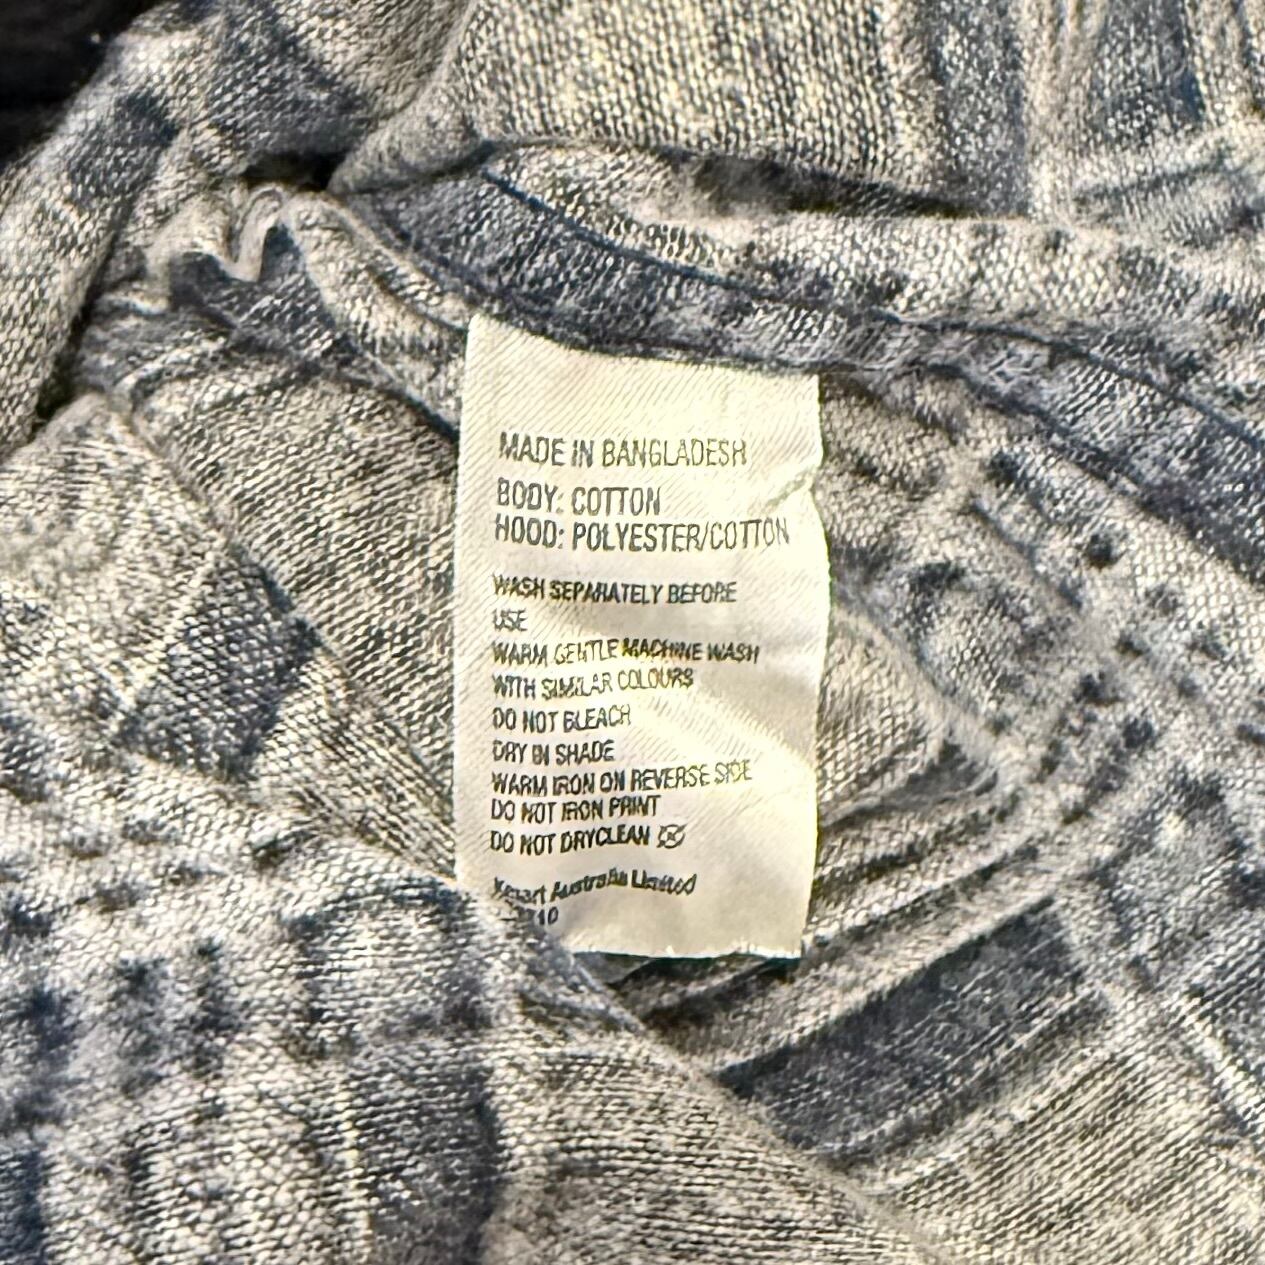 MADE IN BANGLADESH
BODY: COTTON
HOOD: POLYESTER/COTTON
WASH SEPARATELY BEFORE
USE
WARM GENTLE MACHINE WASH
WITH SIMILAR COLOURS
DO NOT BLEACH
DRY IN SHADE
WARM IRON ON REVERSE SIDE
DO NOT IRON PRINT
DO NOT DRYCLEAN
Kmart Australia Limited